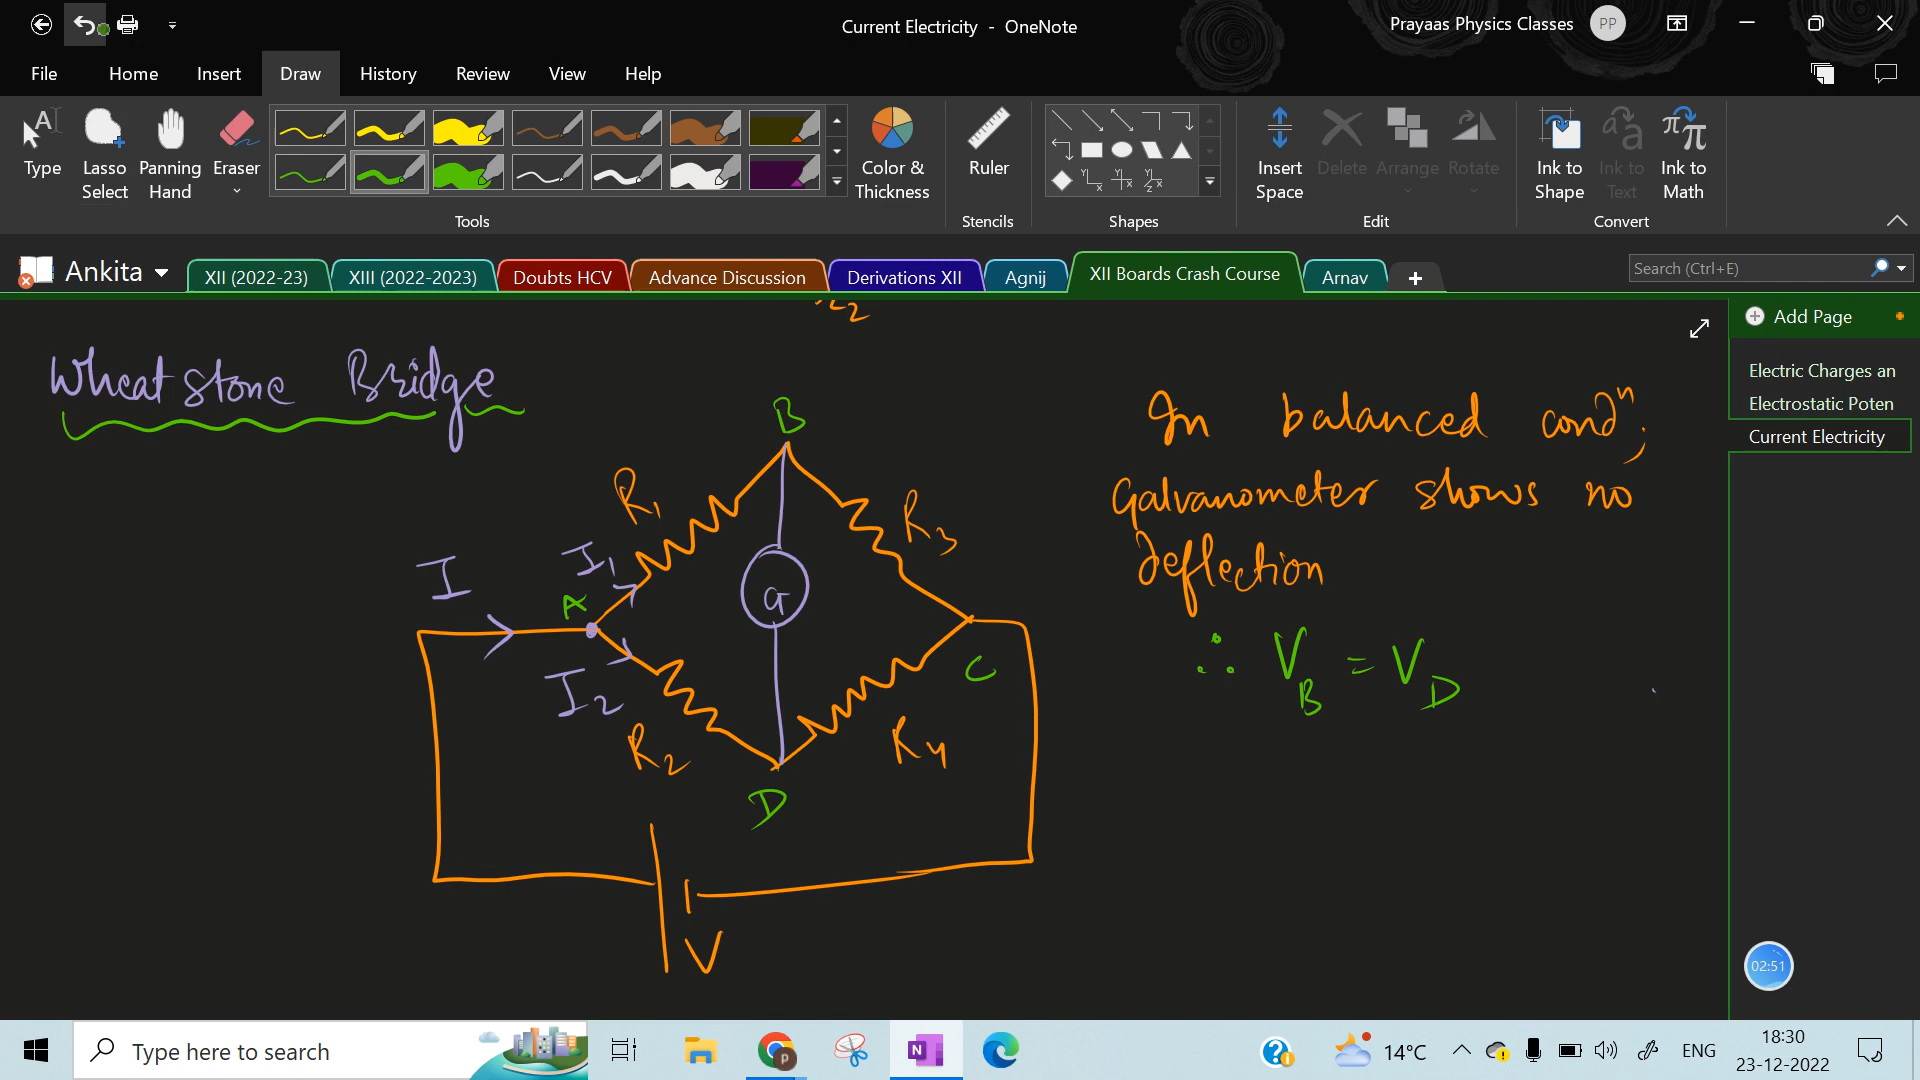 Current Electricity - OneNote
Prayaas Physics Classes PP
File Home Insert Draw History Review View Help
Type
Lasso Select
Panning Hand
Eraser
Color & Thickness
Ruler
Insert Space
Delete
Arrange
Rotate
Ink to Shape
Ink to Text
Ink to Math
Tools
Stencils
Shapes
Edit
Convert
Ankita
XII (2022-23)
XIII (2022-2023)
Doubts HCV
Advance Discussion
Derivations XII
Agnij
XII Boards Crash Course
Arnav
+
Search (Ctrl+E)
Add Page
Electric Charges an
Electrostatic Poten
Current Electricity
Wheatstone Bridge
B
R1
R3
I
I1
A
G
I2
C
R2
R4
D
V
In balanced condⁿ;
Galvanometer shows no
deflection
∴ V_B = V_D
02:51
Type here to search
14°C
ENG
18:30
23-12-2022